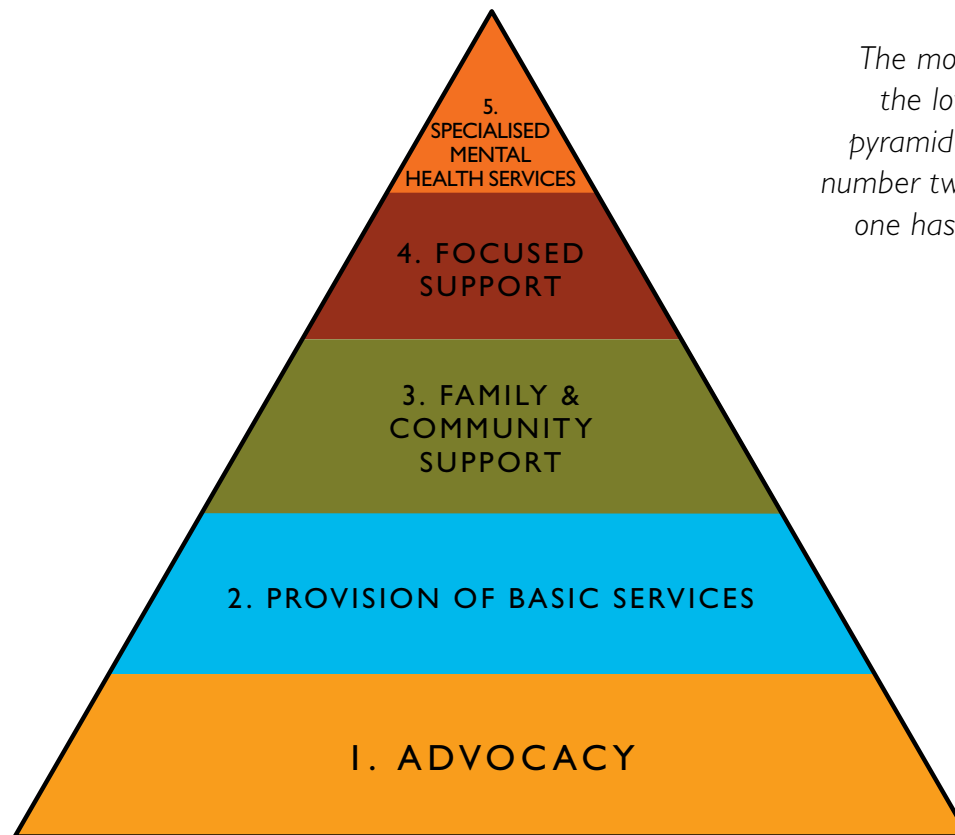 The mo
the lo
pyramid
number tw
one has
5.
SPECIALISED
MENTAL
HEALTH SERVICES
4. FOCUSED
SUPPORT
3. FAMILY &
COMMUNITY
SUPPORT
2. PROVISION OF BASIC SERVICES
1. ADVOCACY